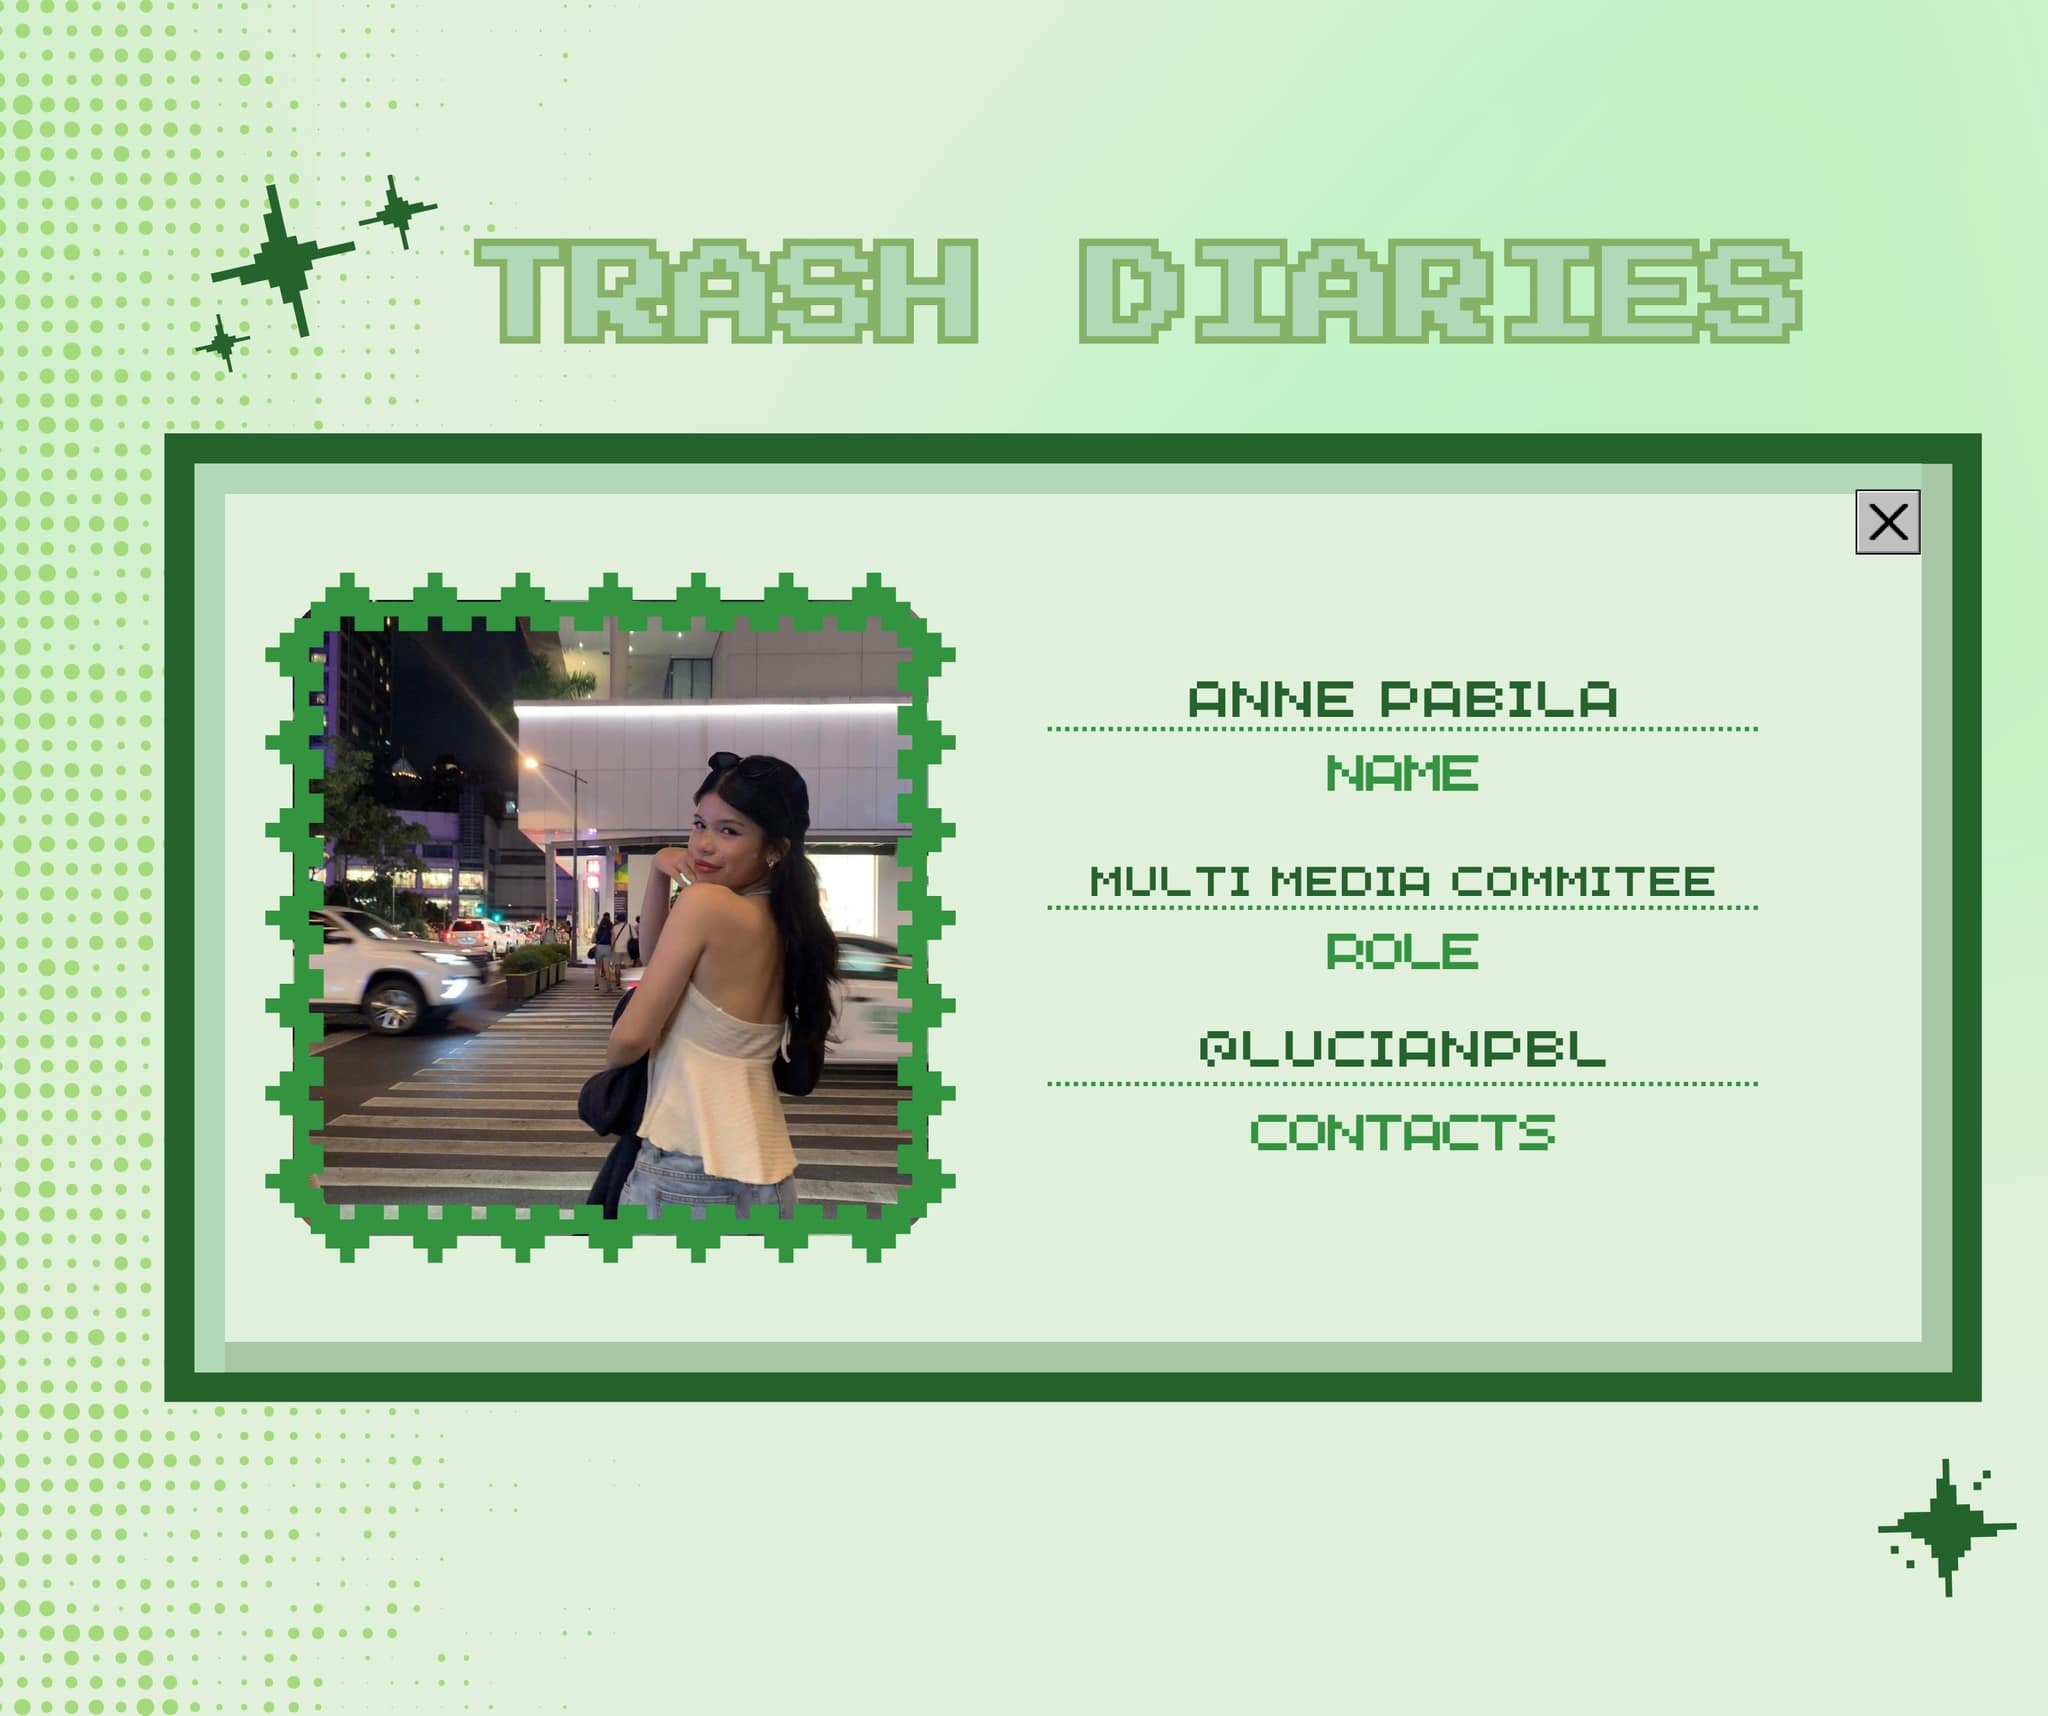 TRASH DIARIES
ANNE PABILA
NAME
MULTI MEDIA COMMITEE
ROLE
@LUCIANPBL
CONTACTS